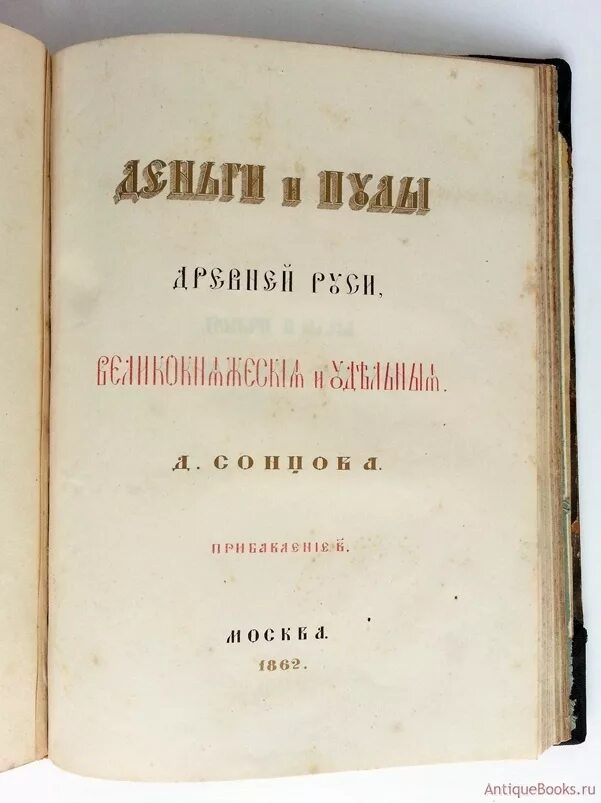 Деньги и Пулы
Древней Руси,
Великокняжескія и Удѣльныя.
Д. Сонцова.
Прибавленіе в҃.
Москва.
1862.
AntiqueBooks.ru